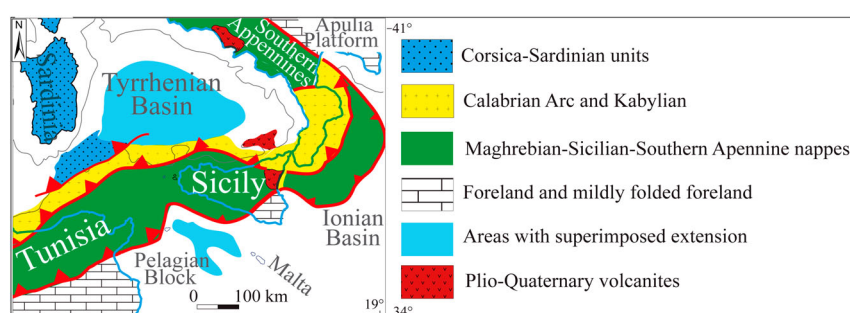 N
Sardinia
Southern
Appennines
Apulia
Platform
41°
Tyrrhenian
Basin
Sicily
Tunisia
Ionian
Basin
Pelagian
Block
Malta
0 100 km
19°
34°
Corsica-Sardinian units
Calabrian Arc and Kabylian
Maghrebian-Sicilian-Southern Apennine nappes
Foreland and mildly folded foreland
Areas with superimposed extension
Plio-Quaternary volcanites